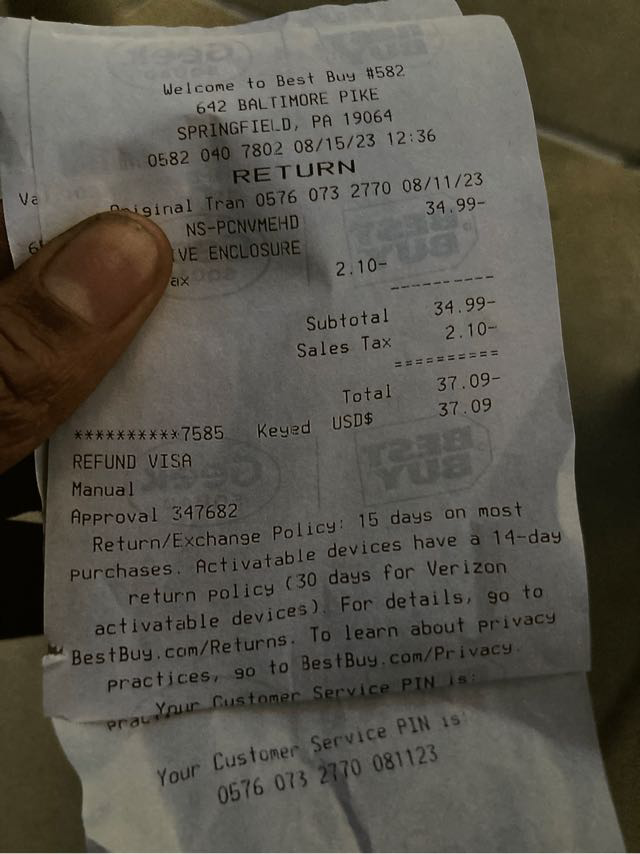 Welcome to Best Buy #582
642 BALTIMORE PIKE
SPRINGFIELD, PA 19064
0582 040 7802 08/15/23 12:36
RETURN
Va
Original Tran 0576 073 2770 08/11/23
NS-PCNVMEHD 34.99-
IVE ENCLOSURE
ax 2.10-
----------
Subtotal 34.99-
Sales Tax 2.10-
==========
Total 37.09-
**********7585 Keyed USD$ 37.09
REFUND VISA
Manual
Approval 347682
Return/Exchange Policy: 15 days on most
purchases. Activatable devices have a 14-day
return policy (30 days for Verizon
activatable devices). For details, go to
BestBuy.com/Returns. To learn about privacy
practices, go to BestBuy.com/Privacy.
Your Customer Service PIN is:
Your Customer Service PIN is:
0576 073 2770 081123